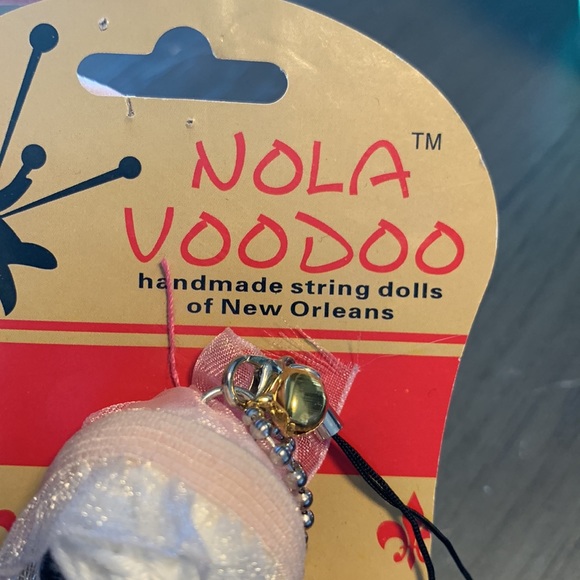 NOLA™
VOODOO
handmade string dolls
of New Orleans